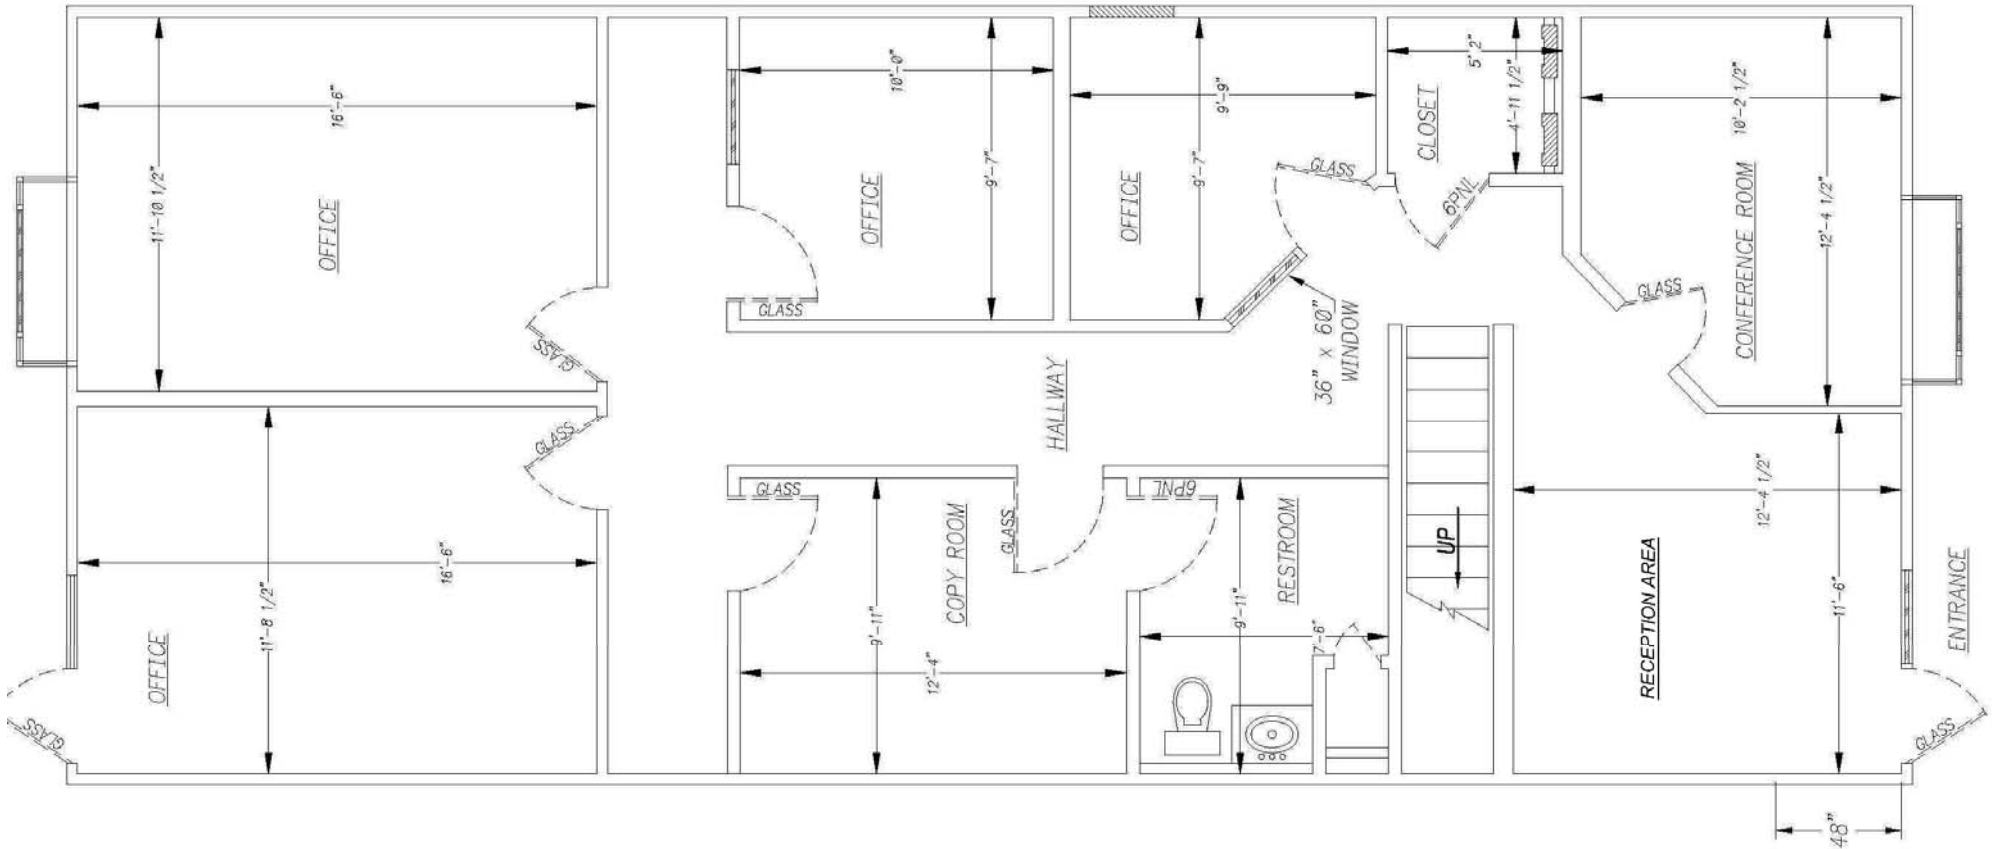 16'-6"
11'-10 1/2"
OFFICE
GLASS
10'-0"
9'-7"
OFFICE
GLASS
9'-9"
9'-7"
OFFICE
GLASS
36" x 60"
WINDOW
5'2"
4'-11 1/2"
CLOSET
6PNL
10'-2 1/2"
12'-4 1/2"
CONFERENCE ROOM
GLASS
HALLWAY
GLASS
16'-6"
11'-8 1/2"
OFFICE
GLASS
GLASS
COPY ROOM
9'-11"
12'-4"
GLASS
6PNL
RESTROOM
9'-11"
7'-6"
UP
12'-4 1/2"
RECEPTION AREA
11'-6"
ENTRANCE
GLASS
48"